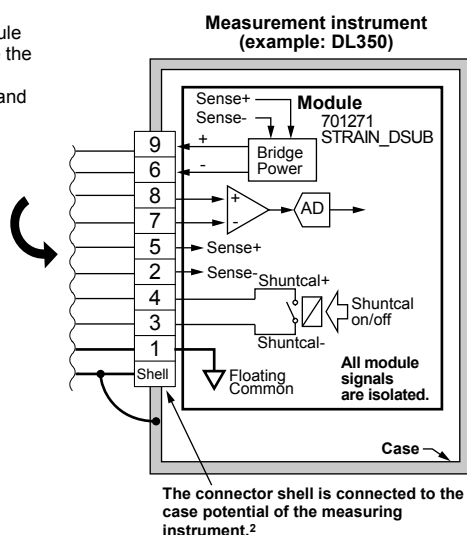 Measurement instrument
(example: DL350)
ule
e the
and
Sense+
Sense-
Module
701271
STRAIN_DSUB
Bridge
Power
9
+
6
-
8
+
7
-
AD
5
Sense+
2
Sense-
Shuntcal+
4
Shuntcal
on/off
3
Shuntcal-
1
Shell
Floating
Common
All module
signals
are isolated.
Case
The connector shell is connected to the
case potential of the measuring
instrument.2